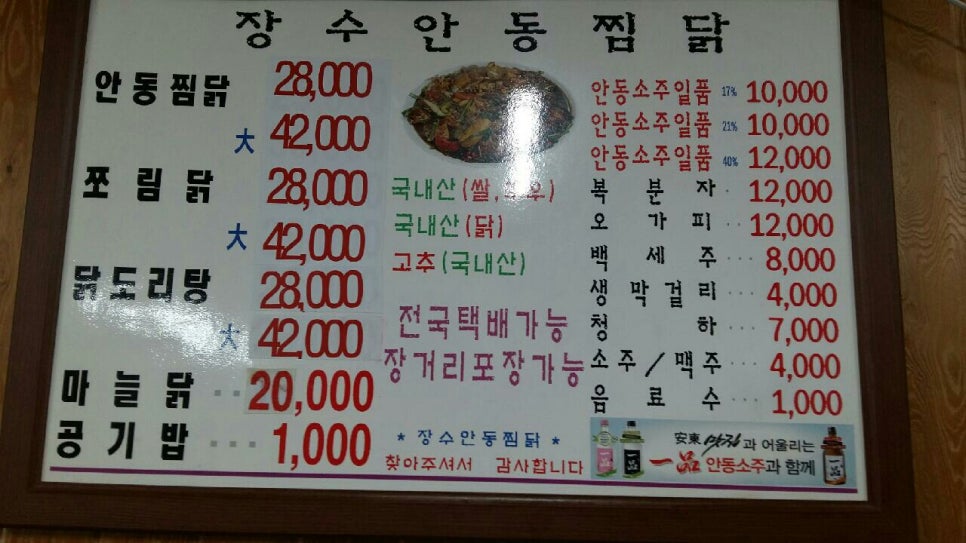 장수안동찜닭
안동찜닭 28,000
大 42,000
쪼림닭 28,000
大 42,000
닭도리탕 28,000
大 42,000
마늘닭 ·· 20,000
공기밥 ··· 1,000
국내산(쌀,
국내산(닭)
고추(국내산)
전국택배가능
장거리포장가능
* 장수안동찜닭 *
찾아주셔서 감사합니다
안동소주일품 17% 10,000
안동소주일품 21% 10,000
안동소주일품 40% 12,000
복분자 · 12,000
오가피 ·· 12,000
백세주 ·· 8,000
생막걸리 ··· 4,000
청하 ··· 7,000
소주/맥주 ··· 4,000
음료수 ··· 1,000
安東 과 어울리는
一品 안동소주과 함께